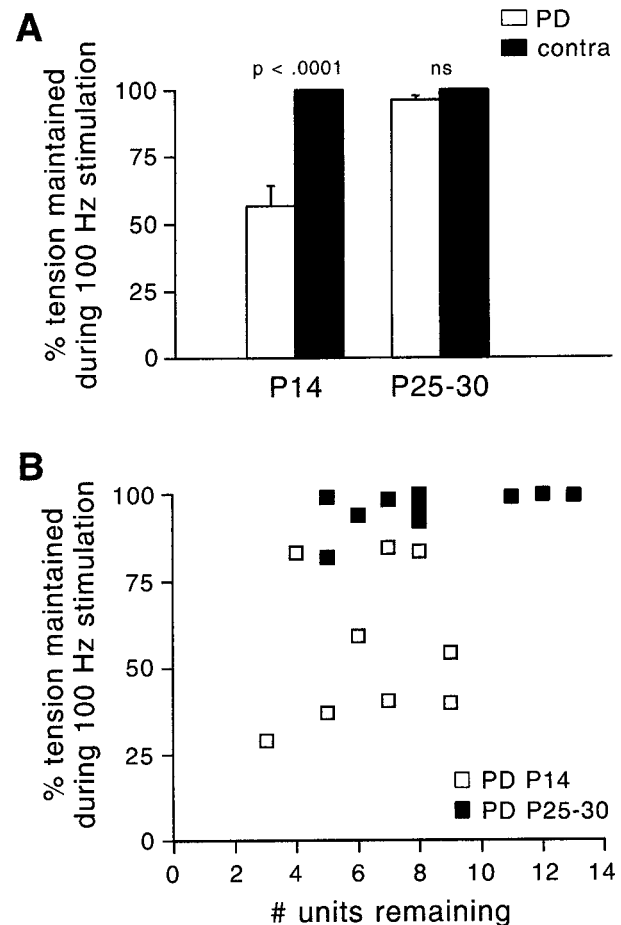 A
PD
contra
% tension maintained
during 100 Hz stimulation
p < .0001
ns
100
75
50
25
0
P14
P25-30
B
% tension maintained
during 100 Hz stimulation
100
75
50
25
0
PD P14
PD P25-30
0 2 4 6 8 10 12 14
# units remaining